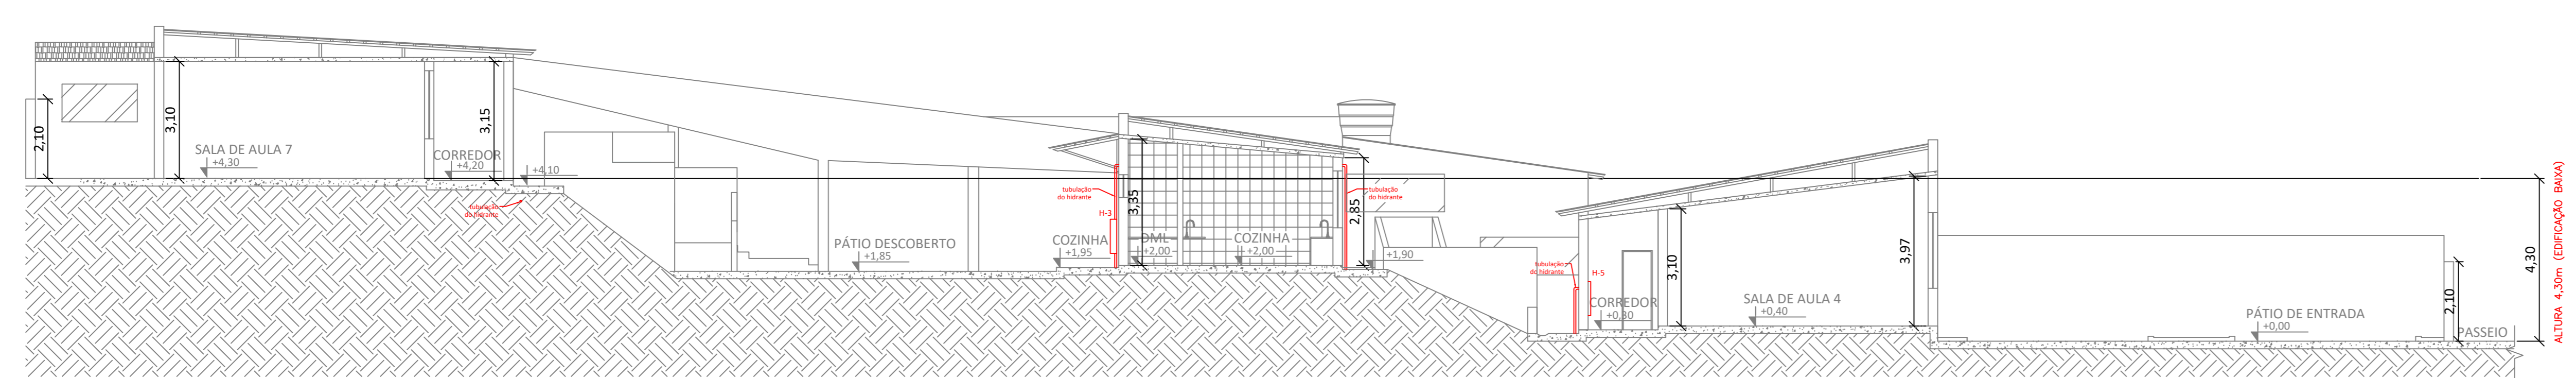 2,10
3,10
SALA DE AULA 7
+4,30
3,15
CORREDOR
+4,20
+4,10
tubulação
do hidrante
PÁTIO DESCOBERTO
+1,85
tubulação
do hidrante
H-3
COZINHA
+1,95
3,35
DML
+2,00
COZINHA
+2,00
2,85
tubulação
do hidrante
+1,90
tubulação
do hidrante
H-5
CORREDOR
+0,30
3,10
SALA DE AULA 4
+0,40
3,97
PÁTIO DE ENTRADA
+0,00
2,10
PASSEIO
4,30
ALTURA 4,30m (EDIFICAÇÃO BAIXA)